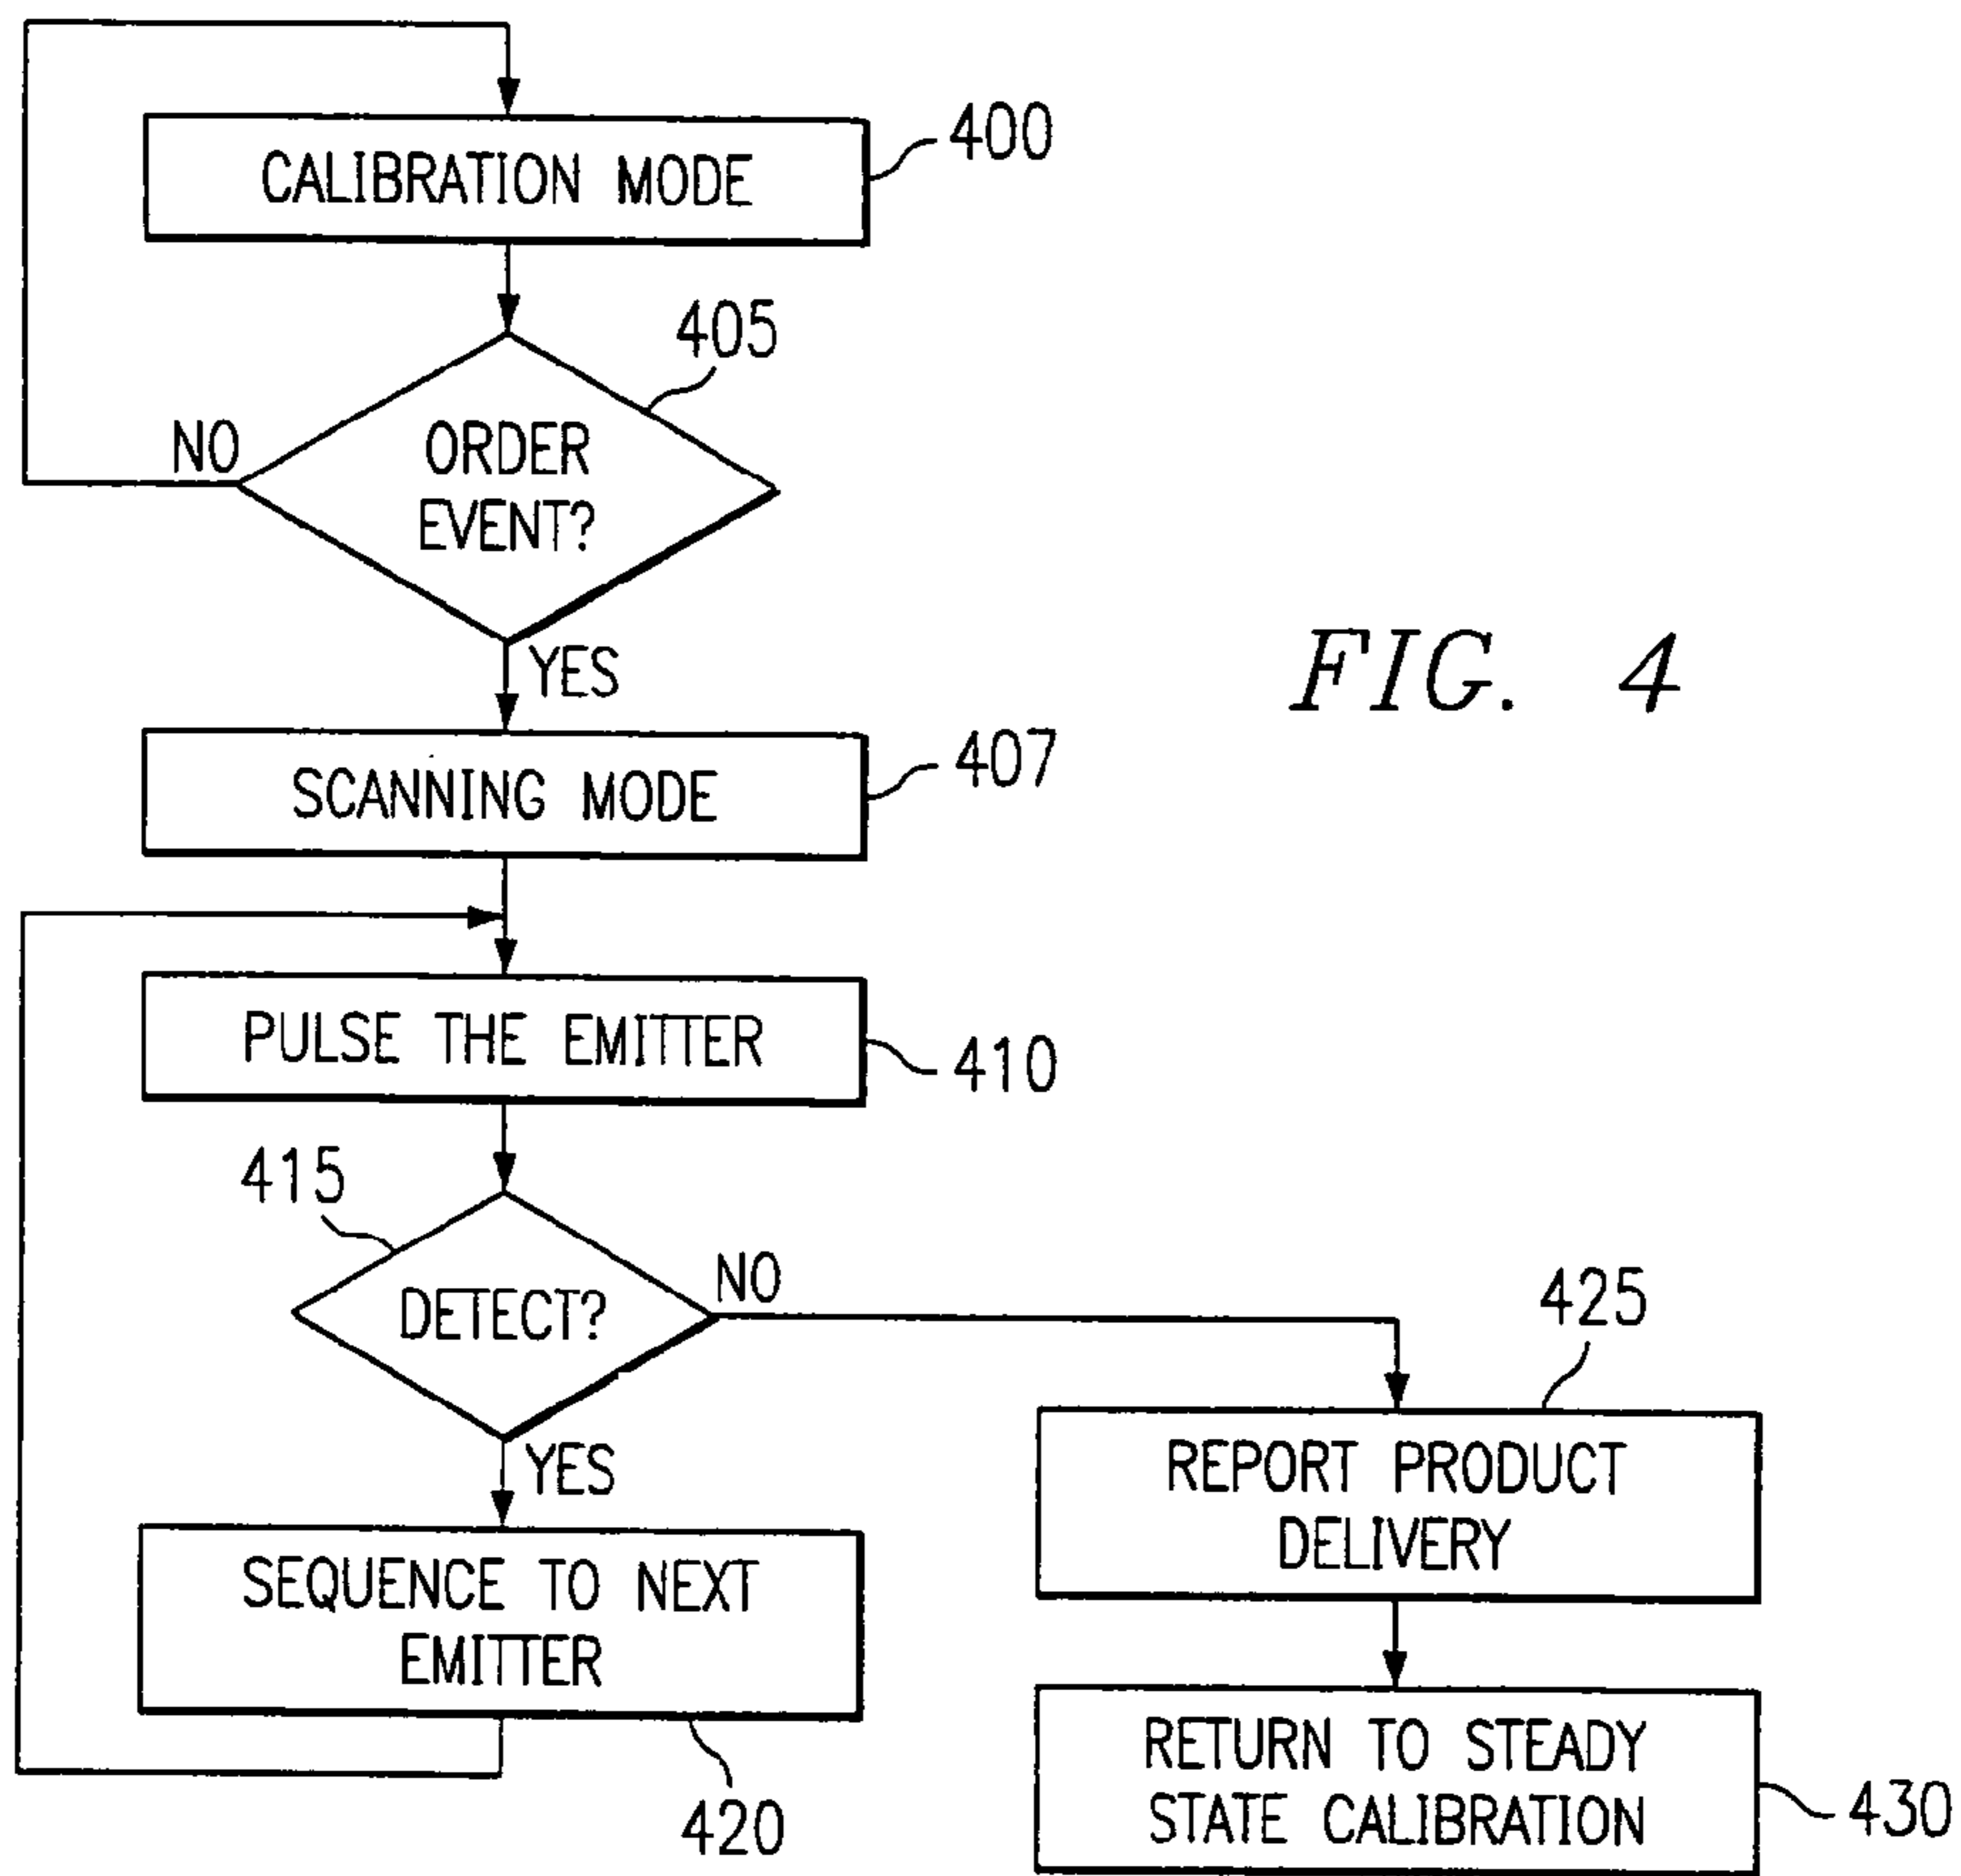 400
CALIBRATION MODE
405
NO
ORDER
EVENT?
YES
FIG. 4
407
SCANNING MODE
PULSE THE EMITTER
410
415
NO
DETECT?
425
YES
REPORT PRODUCT
DELIVERY
SEQUENCE TO NEXT
EMITTER
420
RETURN TO STEADY
STATE CALIBRATION
430